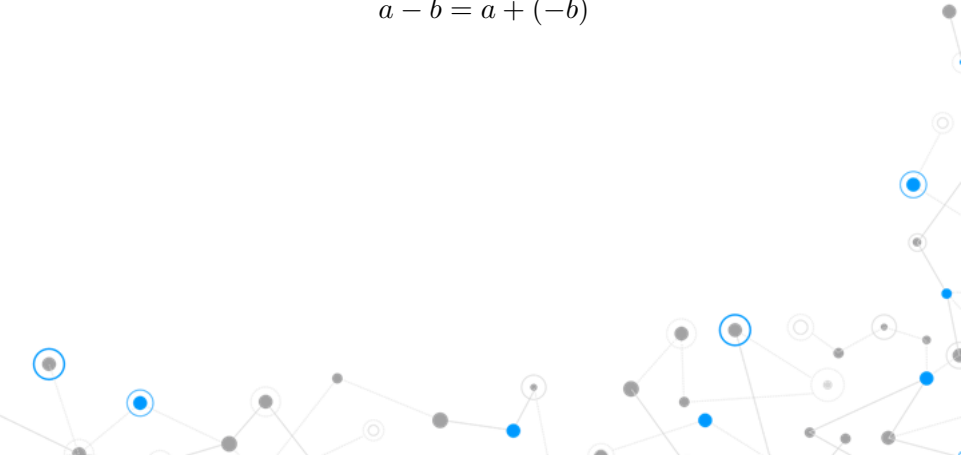 a − b = a + (−b)